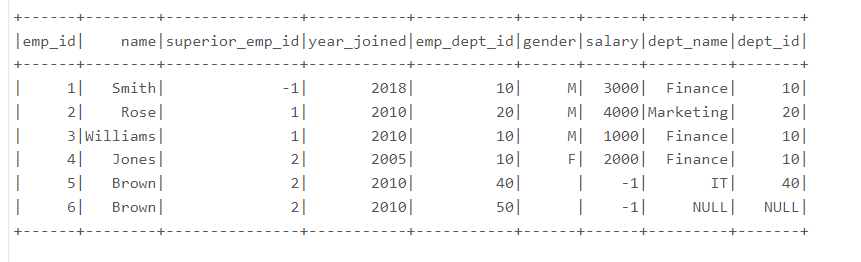 +------+--------+---------------+-----------+-----------+------+------+---------+-------+
|emp_id|    name|superior_emp_id|year_joined|emp_dept_id|gender|salary|dept_name|dept_id|
+------+--------+---------------+-----------+-----------+------+------+---------+-------+
|     1|   Smith|             -1|       2018|         10|     M|  3000|  Finance|     10|
|     2|    Rose|              1|       2010|         20|     M|  4000|Marketing|     20|
|     3|Williams|              1|       2010|         10|     M|  1000|  Finance|     10|
|     4|   Jones|              2|       2005|         10|     F|  2000|  Finance|     10|
|     5|   Brown|              2|       2010|         40|      |    -1|       IT|     40|
|     6|   Brown|              2|       2010|         50|      |    -1|     NULL|   NULL|
+------+--------+---------------+-----------+-----------+------+------+---------+-------+